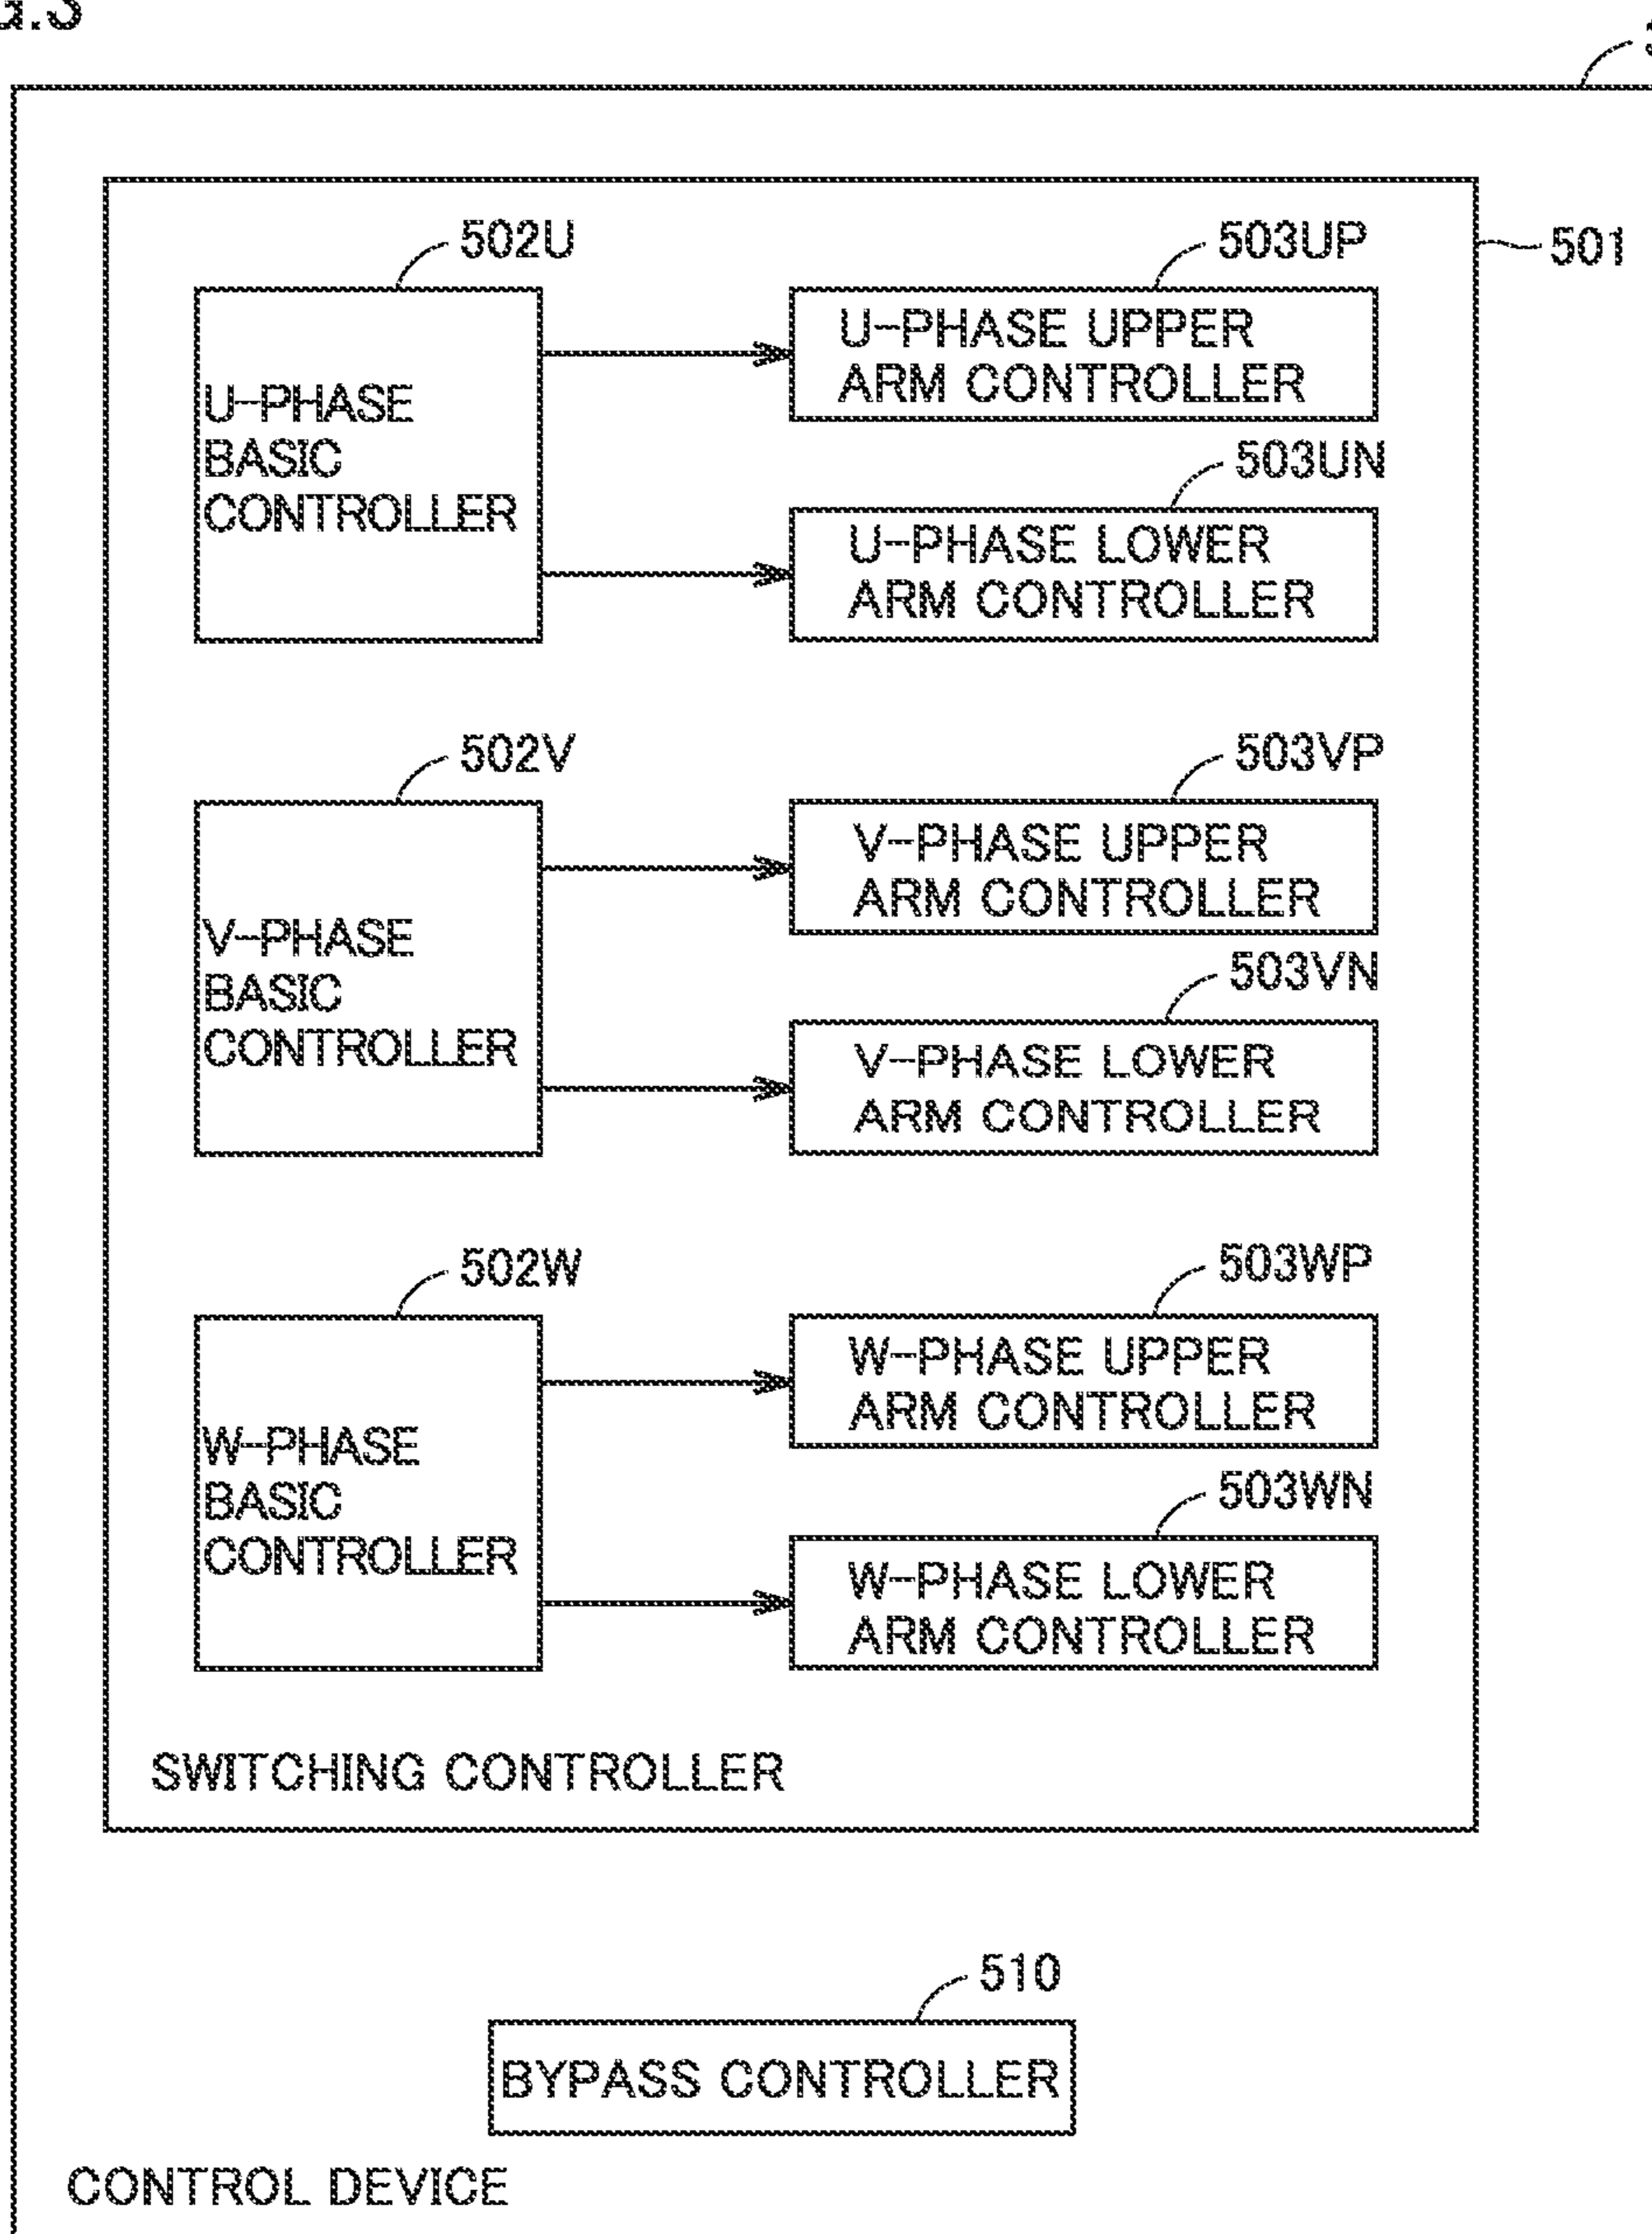 502U
503UP
501
U-PHASE
BASIC
CONTROLLER
U-PHASE UPPER
ARM CONTROLLER
503UN
U-PHASE LOWER
ARM CONTROLLER
502V
503VP
V-PHASE
BASIC
CONTROLLER
V-PHASE UPPER
ARM CONTROLLER
503VN
V-PHASE LOWER
ARM CONTROLLER
502W
503WP
W-PHASE
BASIC
CONTROLLER
W-PHASE UPPER
ARM CONTROLLER
503WN
W-PHASE LOWER
ARM CONTROLLER
SWITCHING CONTROLLER
510
BYPASS CONTROLLER
CONTROL DEVICE